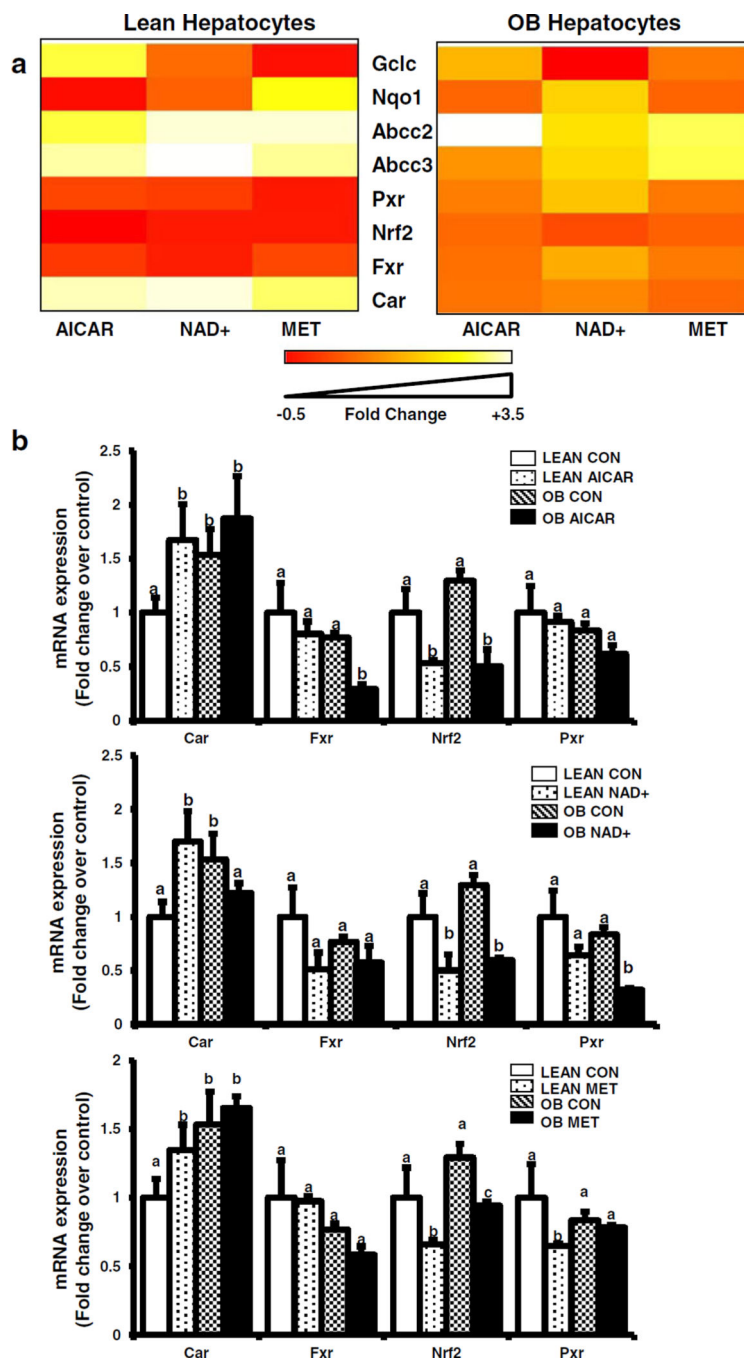 Lean Hepatocytes OB Hepatocytes
a
Gclc
Nqo1
Abcc2
Abcc3
Pxr
Nrf2
Fxr
Car
AICAR NAD+ MET AICAR NAD+ MET
-0.5 Fold Change +3.5
b
mRNA expression
(Fold change over control)
2.5
2
1.5
1
0.5
0
LEAN CON
LEAN AICAR
OB CON
OB AICAR
a b b b a a a b a b a b a a a a
Car Fxr Nrf2 Pxr
mRNA expression
(Fold change over control)
2.5
2
1.5
1
0.5
0
LEAN CON
LEAN NAD+
OB CON
OB NAD+
a b b a a a a a a b a b a a a b
Car Fxr Nrf2 Pxr
mRNA expression
(Fold change over control)
2
1.5
1
0.5
0
LEAN CON
LEAN MET
OB CON
OB MET
a b b b a a a a a b a c a b a a
Car Fxr Nrf2 Pxr